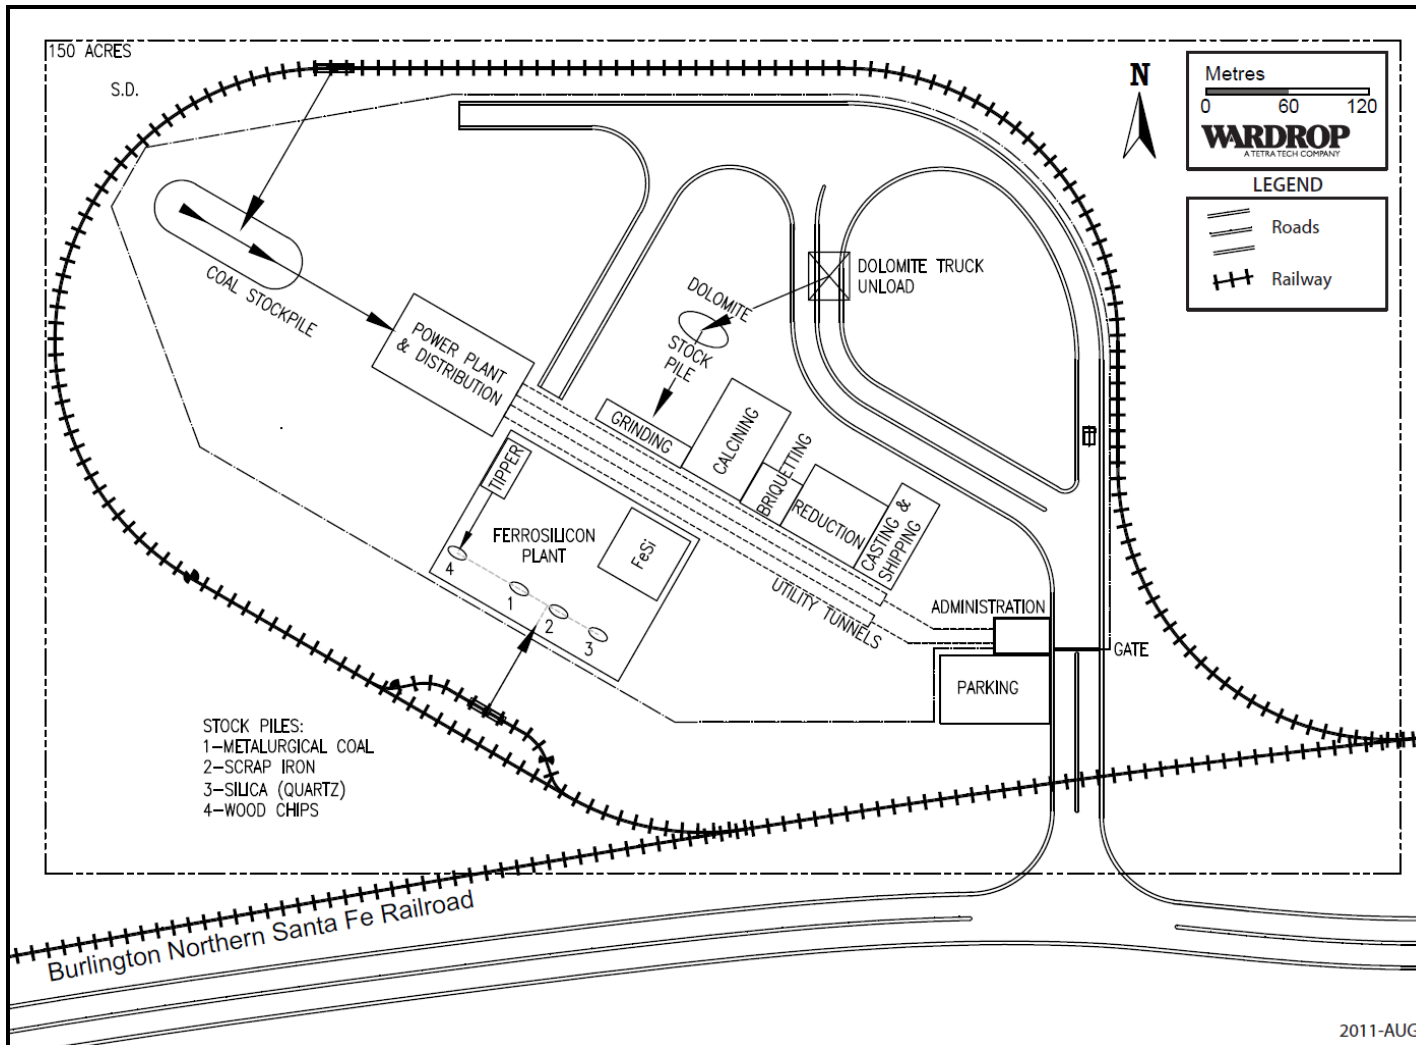 150 ACRES
S.D.
N
Metres
0 60 120
WARDROP
A TETRA TECH COMPANY
LEGEND
Roads
Railway
COAL STOCKPILE
POWER PLANT
& DISTRIBUTION
DOLOMITE
STOCK
PILE
DOLOMITE TRUCK
UNLOAD
GRINDING
CALCINING
BRIQUETTING
REDUCTION
CASTING &
SHIPPING
TIPPER
FERROSILICON
PLANT
FeSi
4
1
2
3
UTILITY TUNNELS
ADMINISTRATION
GATE
PARKING
STOCK PILES:
1-METALURGICAL COAL
2-SCRAP IRON
3-SILICA (QUARTZ)
4-WOOD CHIPS
Burlington Northern Santa Fe Railroad
2011-AUG